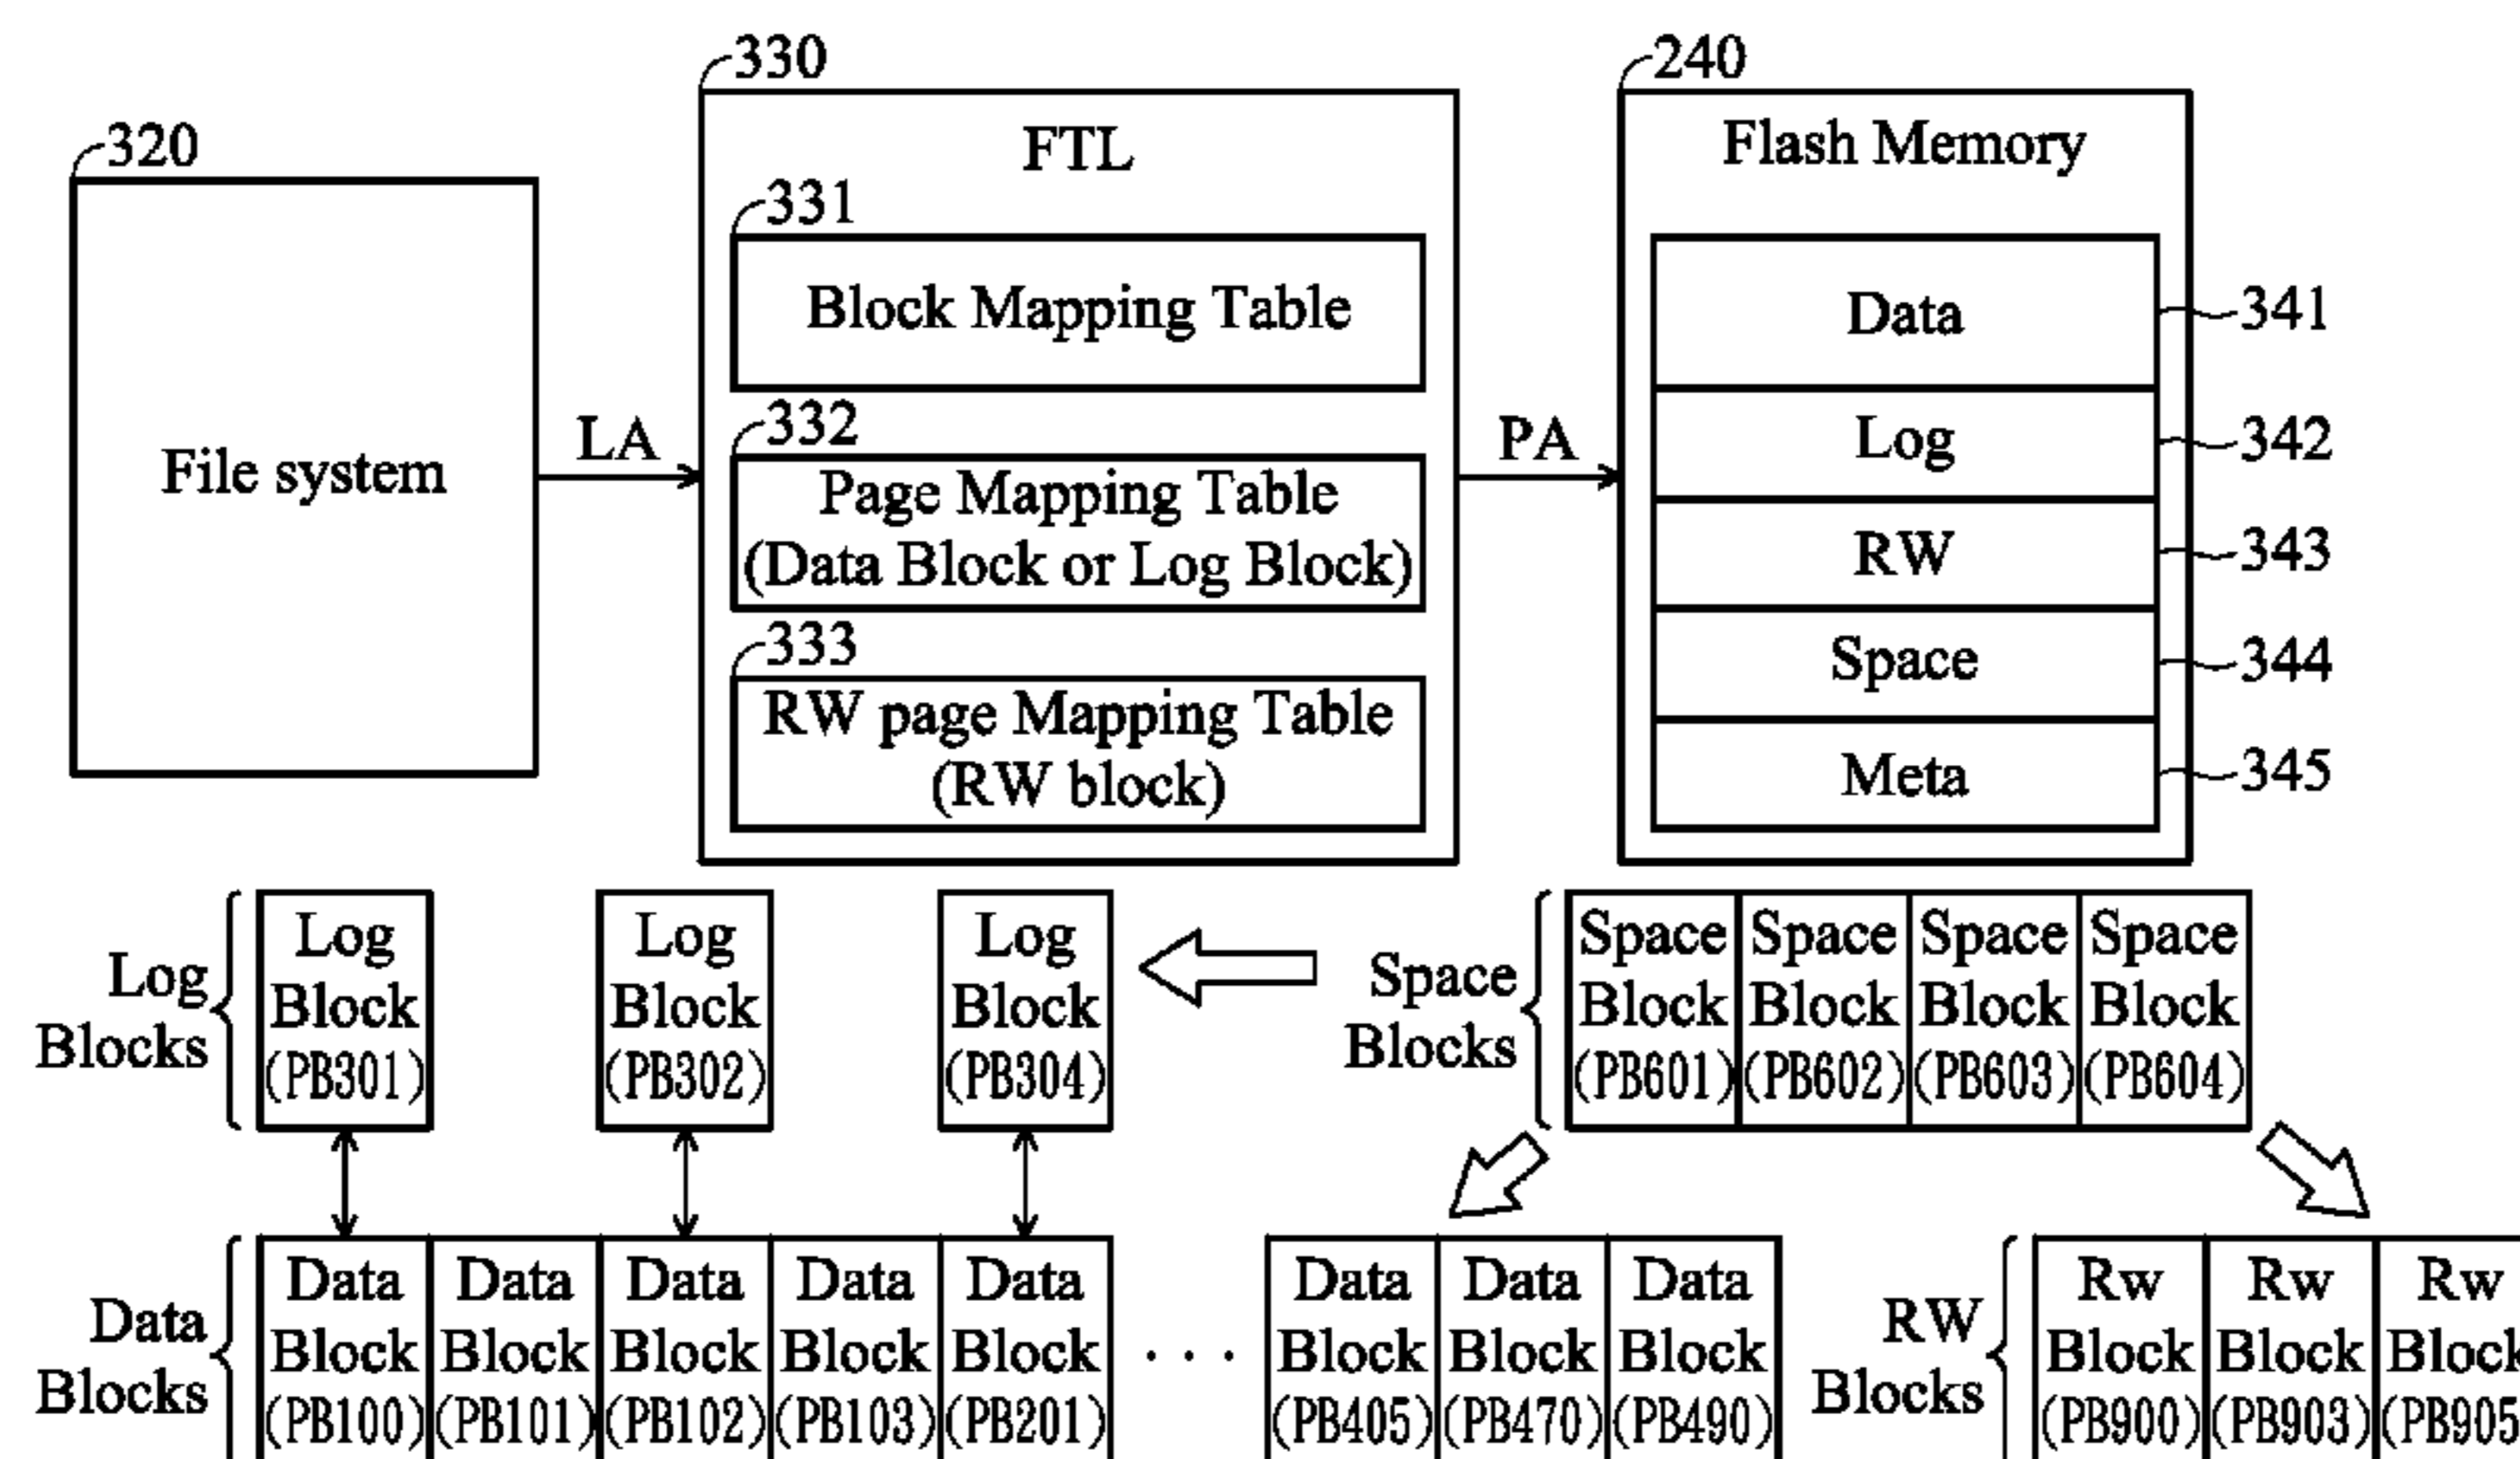 320
File system
LA
330
FTL
331
Block Mapping Table
332
Page Mapping Table
(Data Block or Log Block)
333
RW page Mapping Table
(RW block)
PA
240
Flash Memory
Data
341
Log
342
RW
343
Space
344
Meta
345
Log
Blocks
Log
Block
(PB301)
Log
Block
(PB302)
Log
Block
(PB304)
Space
Blocks
Space
Block
(PB601)
Space
Block
(PB602)
Space
Block
(PB603)
Space
Block
(PB604)
Data
Blocks
Data
Block
(PB100)
Data
Block
(PB101)
Data
Block
(PB102)
Data
Block
(PB103)
Data
Block
(PB201)
. . .
Data
Block
(PB405)
Data
Block
(PB470)
Data
Block
(PB490)
RW
Blocks
Rw
Block
(PB900)
Rw
Block
(PB903)
Rw
Block
(PB905